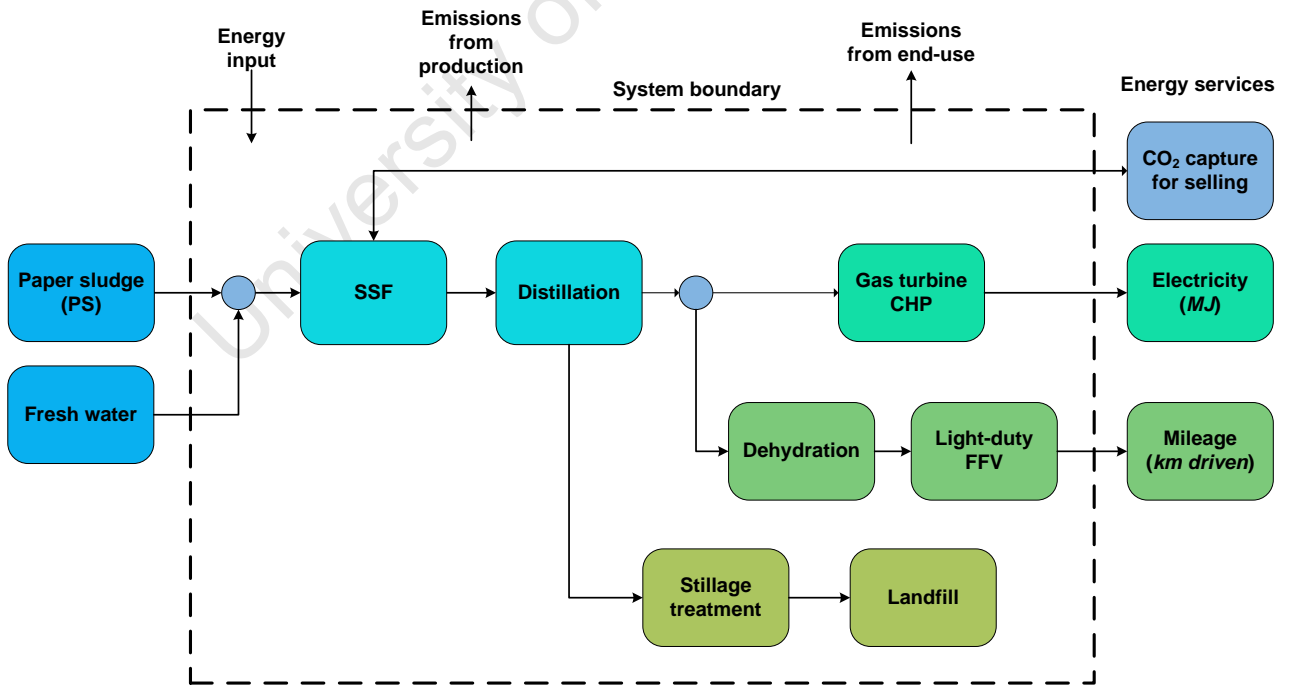 Energy
input
Emissions
from
production
Emissions
from end-use
System boundary
Energy services
CO₂ capture
for selling
Paper sludge
(PS)
SSF
Distillation
Gas turbine
CHP
Electricity
(MJ)
Fresh water
Dehydration
Light-duty
FFV
Mileage
(km driven)
Stillage
treatment
Landfill
University of